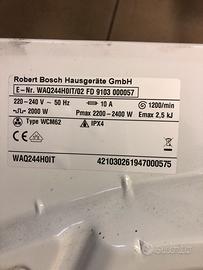 Robert Bosch Hausgeräte GmbH
E-Nr. WAQ244H0IT/02 FD 9103 000057
220-240 V ~ 50 Hz 10 A 1200/min
2000 W Pmax 2200-2400 W Emax 2,5 kJ
Type WCM62 IPX4
WAQ244H0IT 421030261947000575
subito